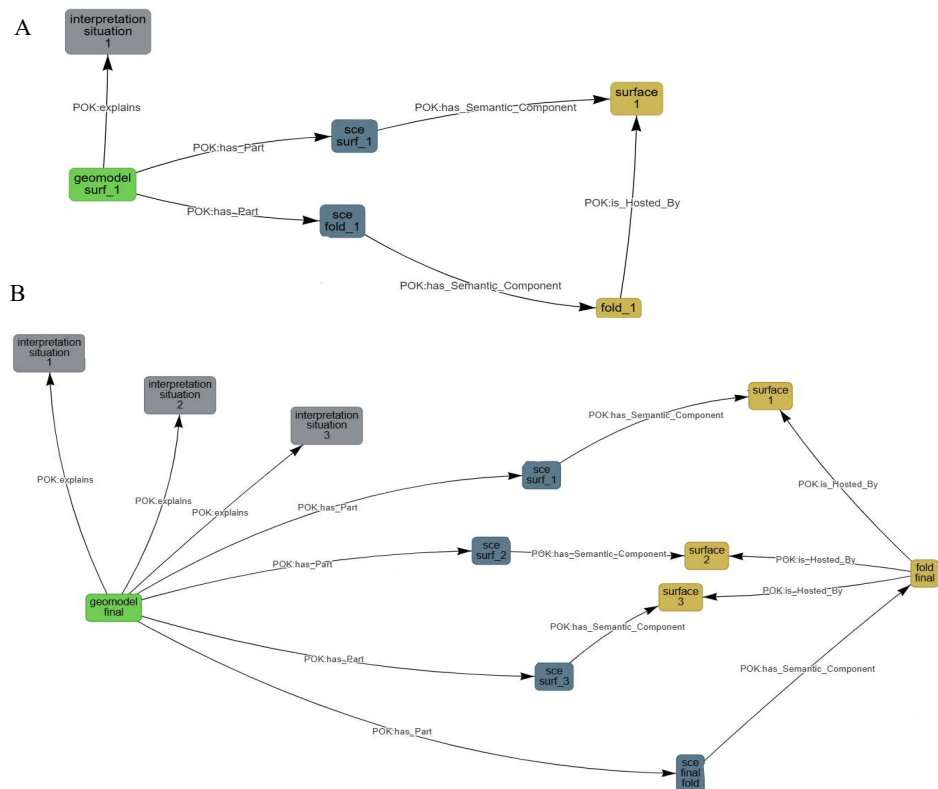 A
interpretation
situation
1
POK:explains
geomodel
surf_1
POK:has_Part
sce
surf_1
POK:has_Semantic_Component
surface
1
POK:has_Part
sce
fold_1
POK:is_Hosted_By
POK:has_Semantic_Component
fold_1
B
interpretation
situation
1
interpretation
situation
2
interpretation
situation
3
POK:explains
POK:explains
POK:explains
geomodel
final
POK:has_Part
sce
surf_1
POK:has_Semantic_Component
surface
1
POK:is_Hosted_By
POK:has_Part
sce
surf_2
POK:has_Semantic_Component
surface
2
POK:is_Hosted_By
fold
final
POK:has_Part
sce
surf_3
POK:has_Semantic_Component
surface
3
POK:is_Hosted_By
POK:has_Part
sce
final
fold
POK:has_Semantic_Component